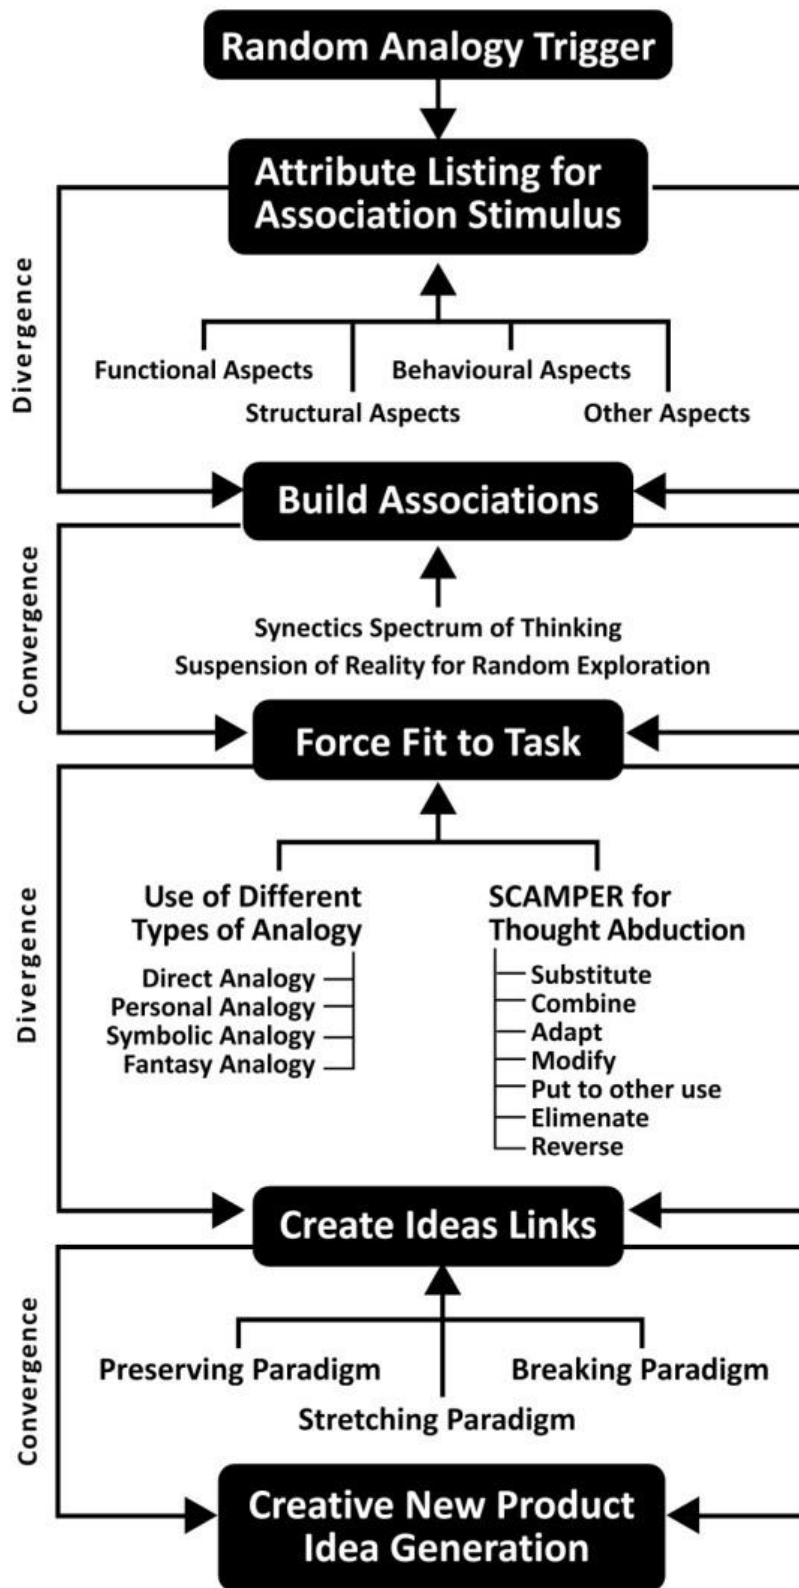 Random Analogy Trigger
Attribute Listing for
Association Stimulus
Divergence
Functional Aspects
Behavioural Aspects
Structural Aspects
Other Aspects
Build Associations
Convergence
Synectics Spectrum of Thinking
Suspension of Reality for Random Exploration
Force Fit to Task
Divergence
Use of Different
Types of Analogy
Direct Analogy
Personal Analogy
Symbolic Analogy
Fantasy Analogy
SCAMPER for
Thought Abduction
Substitute
Combine
Adapt
Modify
Put to other use
Elimenate
Reverse
Create Ideas Links
Convergence
Preserving Paradigm
Breaking Paradigm
Stretching Paradigm
Creative New Product
Idea Generation